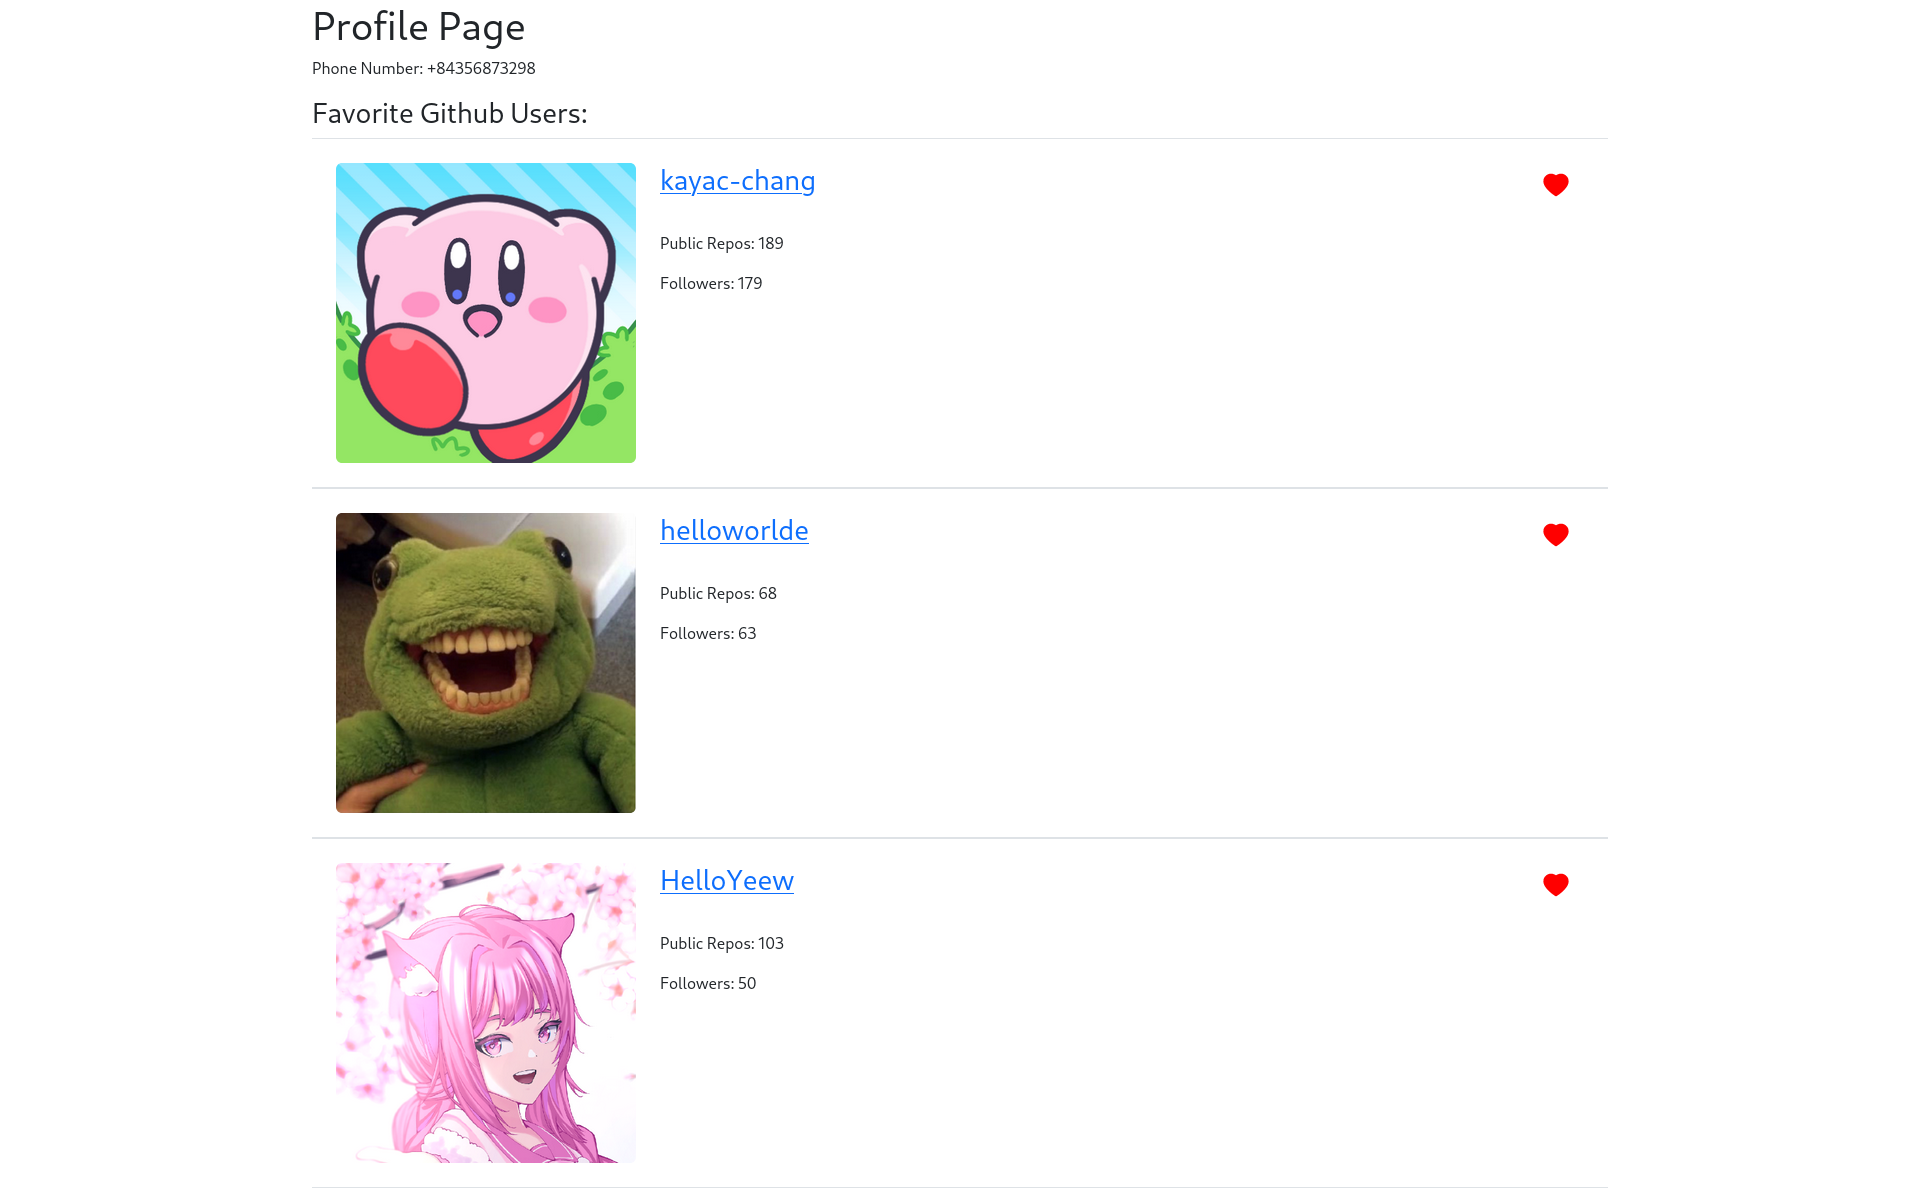 Profile Page
Phone Number: +84356873298
Favorite Github Users:
kayac-chang
Public Repos: 189
Followers: 179
helloworlde
Public Repos: 68
Followers: 63
HelloYeew
Public Repos: 103
Followers: 50